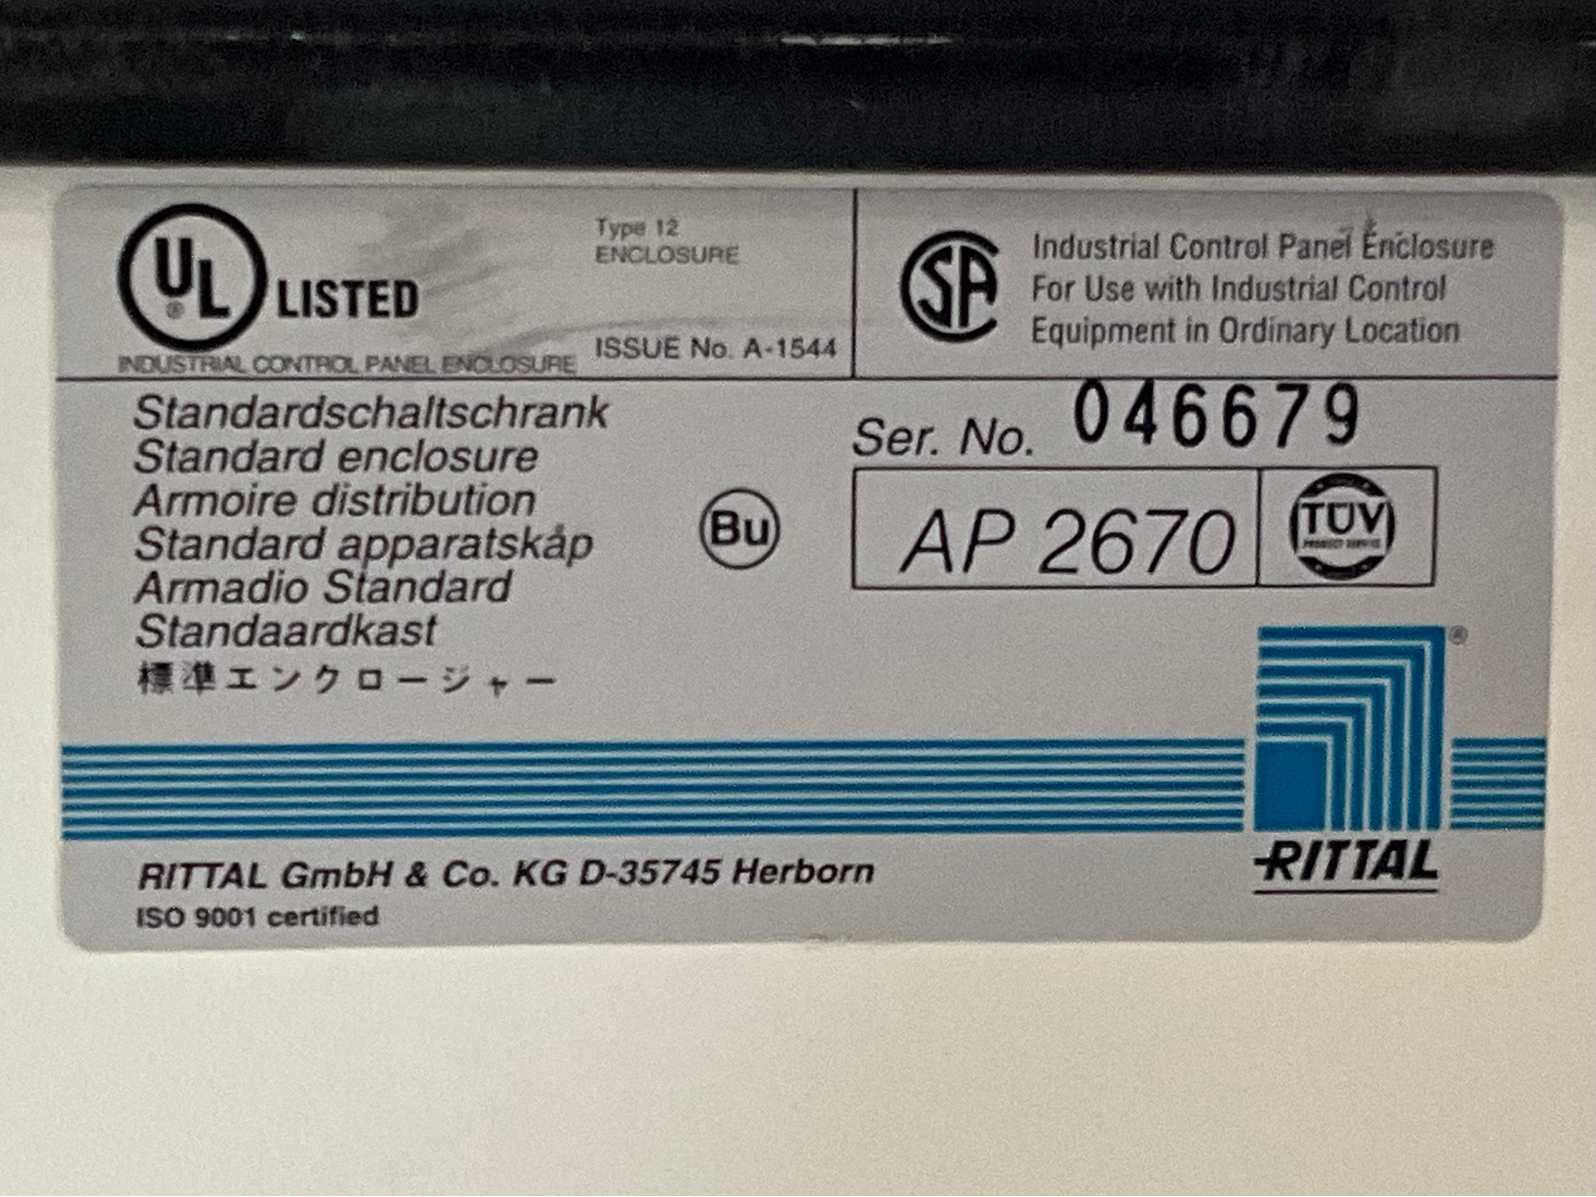 UL ® LISTED
INDUSTRIAL CONTROL PANEL ENCLOSURE
Type 12
ENCLOSURE
ISSUE No. A-1544
SA
Industrial Control Panel Enclosure
For Use with Industrial Control
Equipment in Ordinary Location
Standardschaltschrank
Standard enclosure
Armoire distribution
Standard apparatskåp
Armadio Standard
Standaardkast
標準エンクロージャー
Bu
Ser. No. 046679
AP 2670
TÜV
PRODUCT SERVICE
®
RITTAL
RITTAL GmbH & Co. KG D-35745 Herborn
ISO 9001 certified